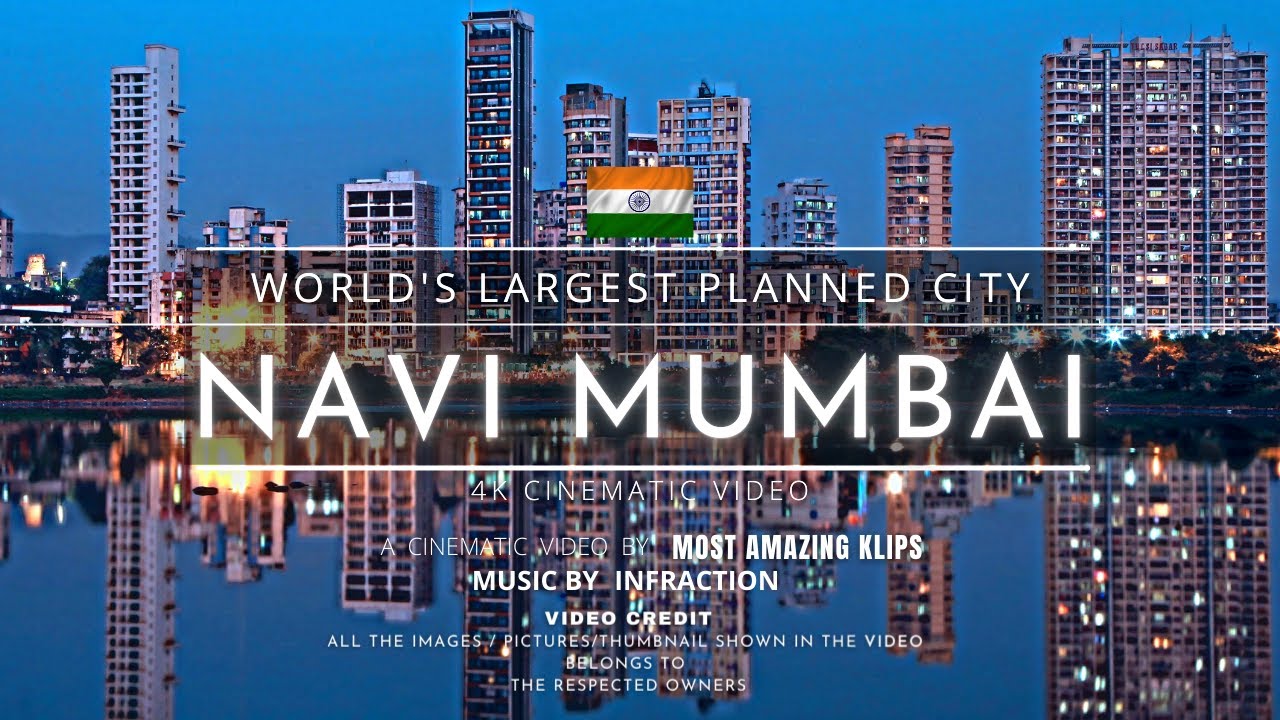 WORLD'S LARGEST PLANNED CITY
NAVI MUMBAI
4K CINEMATIC VIDEO
A CINEMATIC VIDEO BY MOST AMAZING KLIPS
MUSIC BY INFRACTION
VIDEO CREDIT
ALL THE IMAGES / PICTURES/THUMBNAIL SHOWN IN THE VIDEO
BELONGS TO
THE RESPECTED OWNERS